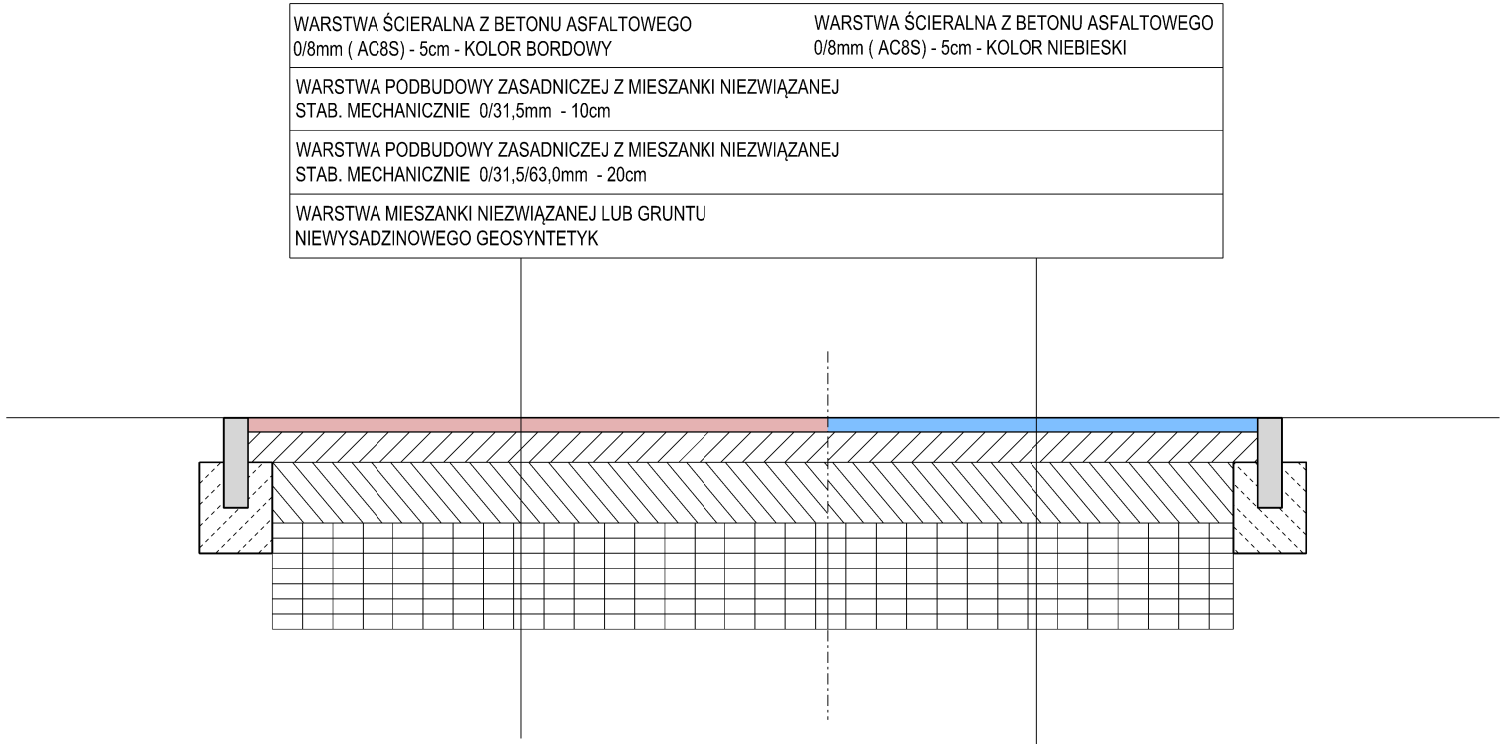 WARSTWA ŚCIERALNA Z BETONU ASFALTOWEGO
0/8mm ( AC8S) - 5cm - KOLOR BORDOWY
WARSTWA ŚCIERALNA Z BETONU ASFALTOWEGO
0/8mm ( AC8S) - 5cm - KOLOR NIEBIESKI
WARSTWA PODBUDOWY ZASADNICZEJ Z MIESZANKI NIEZWIĄZANEJ
STAB. MECHANICZNIE 0/31,5mm - 10cm
WARSTWA PODBUDOWY ZASADNICZEJ Z MIESZANKI NIEZWIĄZANEJ
STAB. MECHANICZNIE 0/31,5/63,0mm - 20cm
WARSTWA MIESZANKI NIEZWIĄZANEJ LUB GRUNTU
NIEWYSADZINOWEGO GEOSYNTETYK